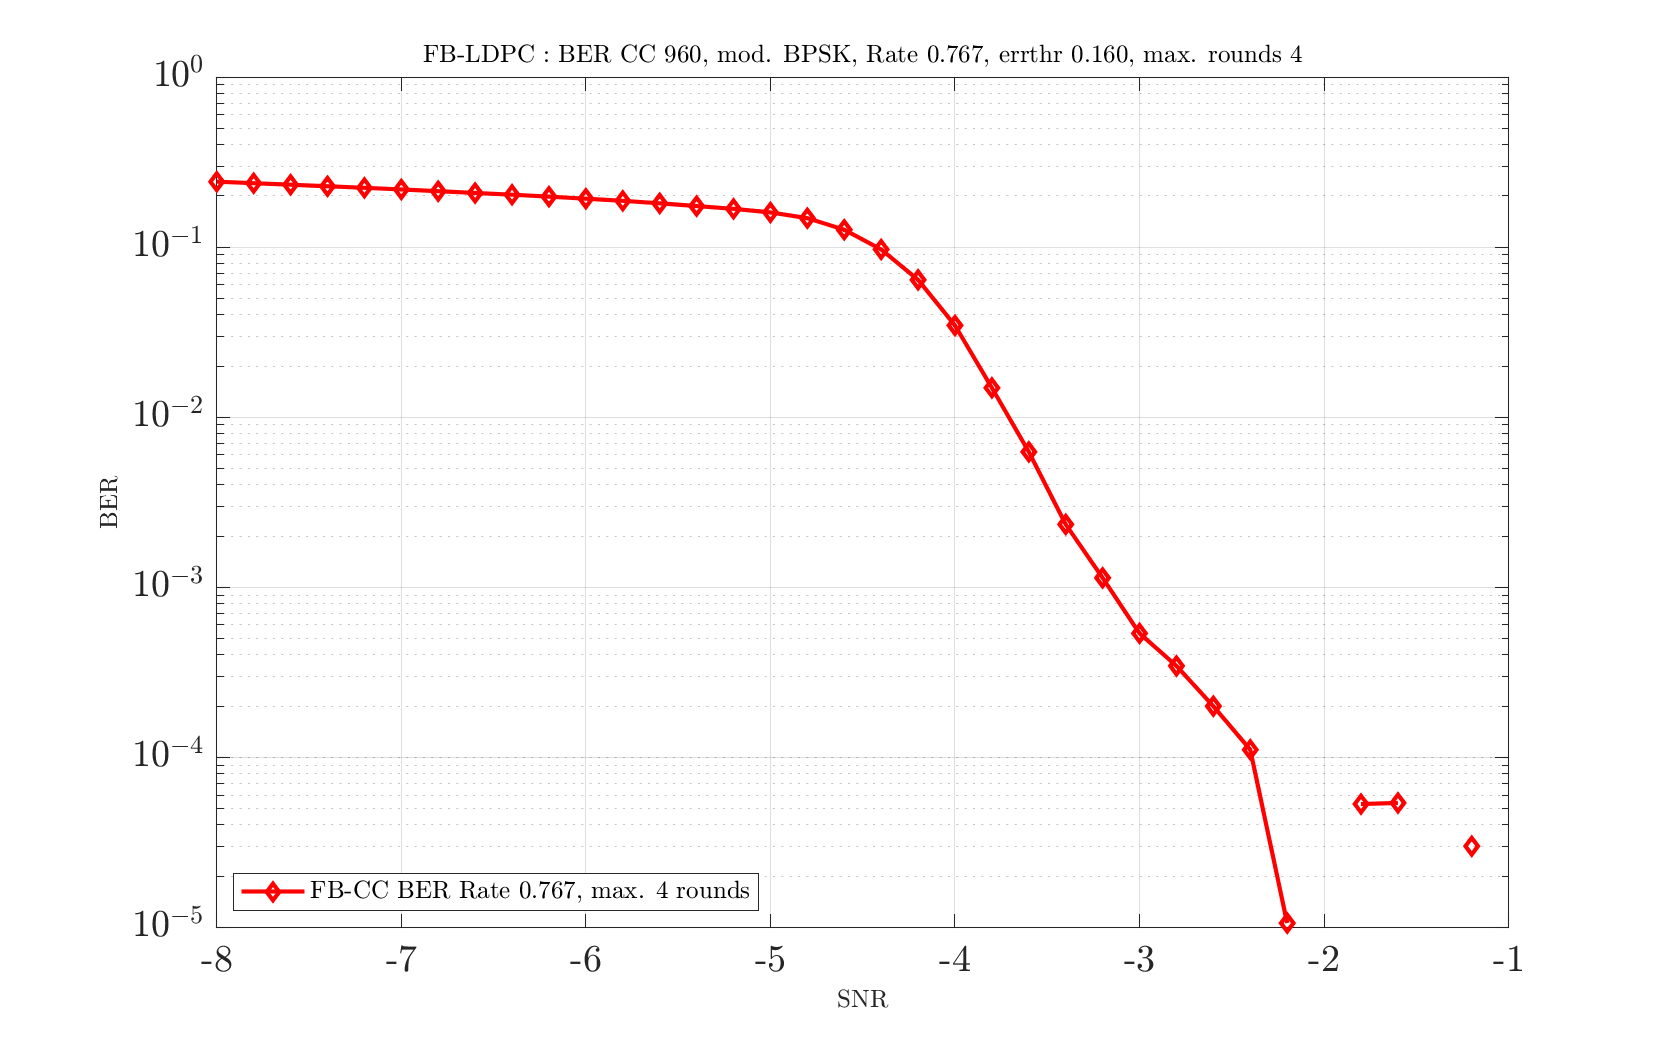 FB-LDPC : BER CC 960, mod. BPSK, Rate 0.767, errthr 0.160, max. rounds 4
10^0
10^−1
10^−2
10^−3
10^−4
10^−5
BER
FB-CC BER Rate 0.767, max. 4 rounds
-8 -7 -6 -5 -4 -3 -2 -1
SNR